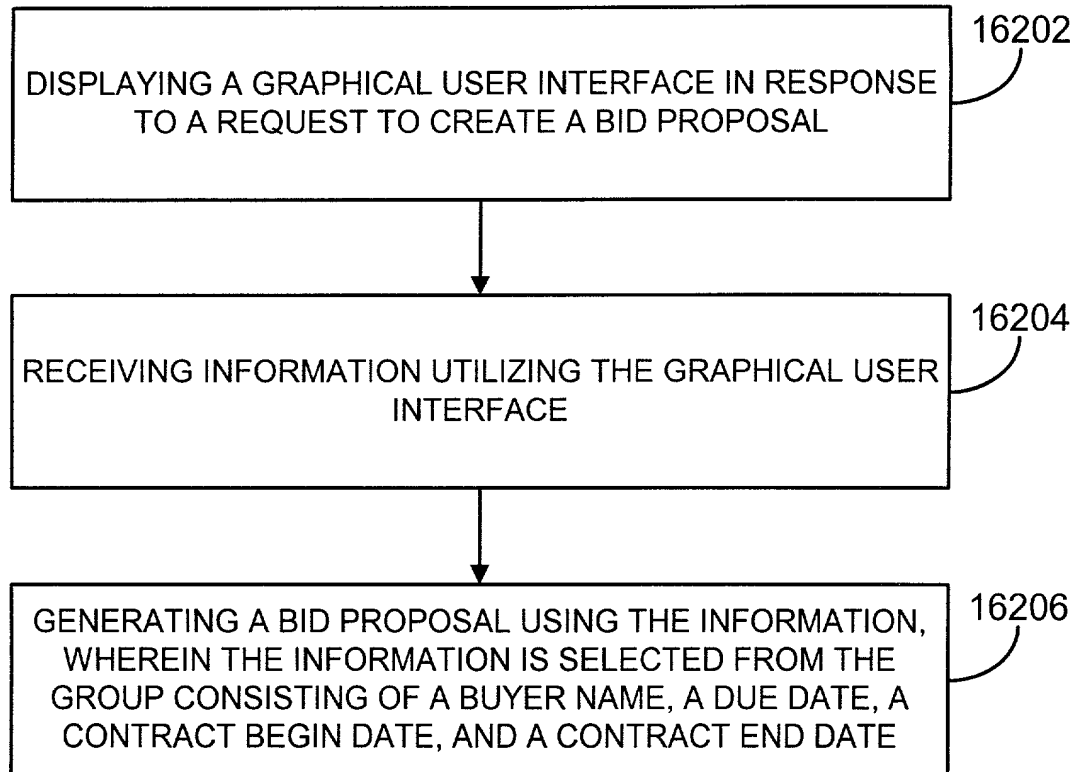 16202
DISPLAYING A GRAPHICAL USER INTERFACE IN RESPONSE
TO A REQUEST TO CREATE A BID PROPOSAL
16204
RECEIVING INFORMATION UTILIZING THE GRAPHICAL USER
INTERFACE
16206
GENERATING A BID PROPOSAL USING THE INFORMATION,
WHEREIN THE INFORMATION IS SELECTED FROM THE
GROUP CONSISTING OF A BUYER NAME, A DUE DATE, A
CONTRACT BEGIN DATE, AND A CONTRACT END DATE